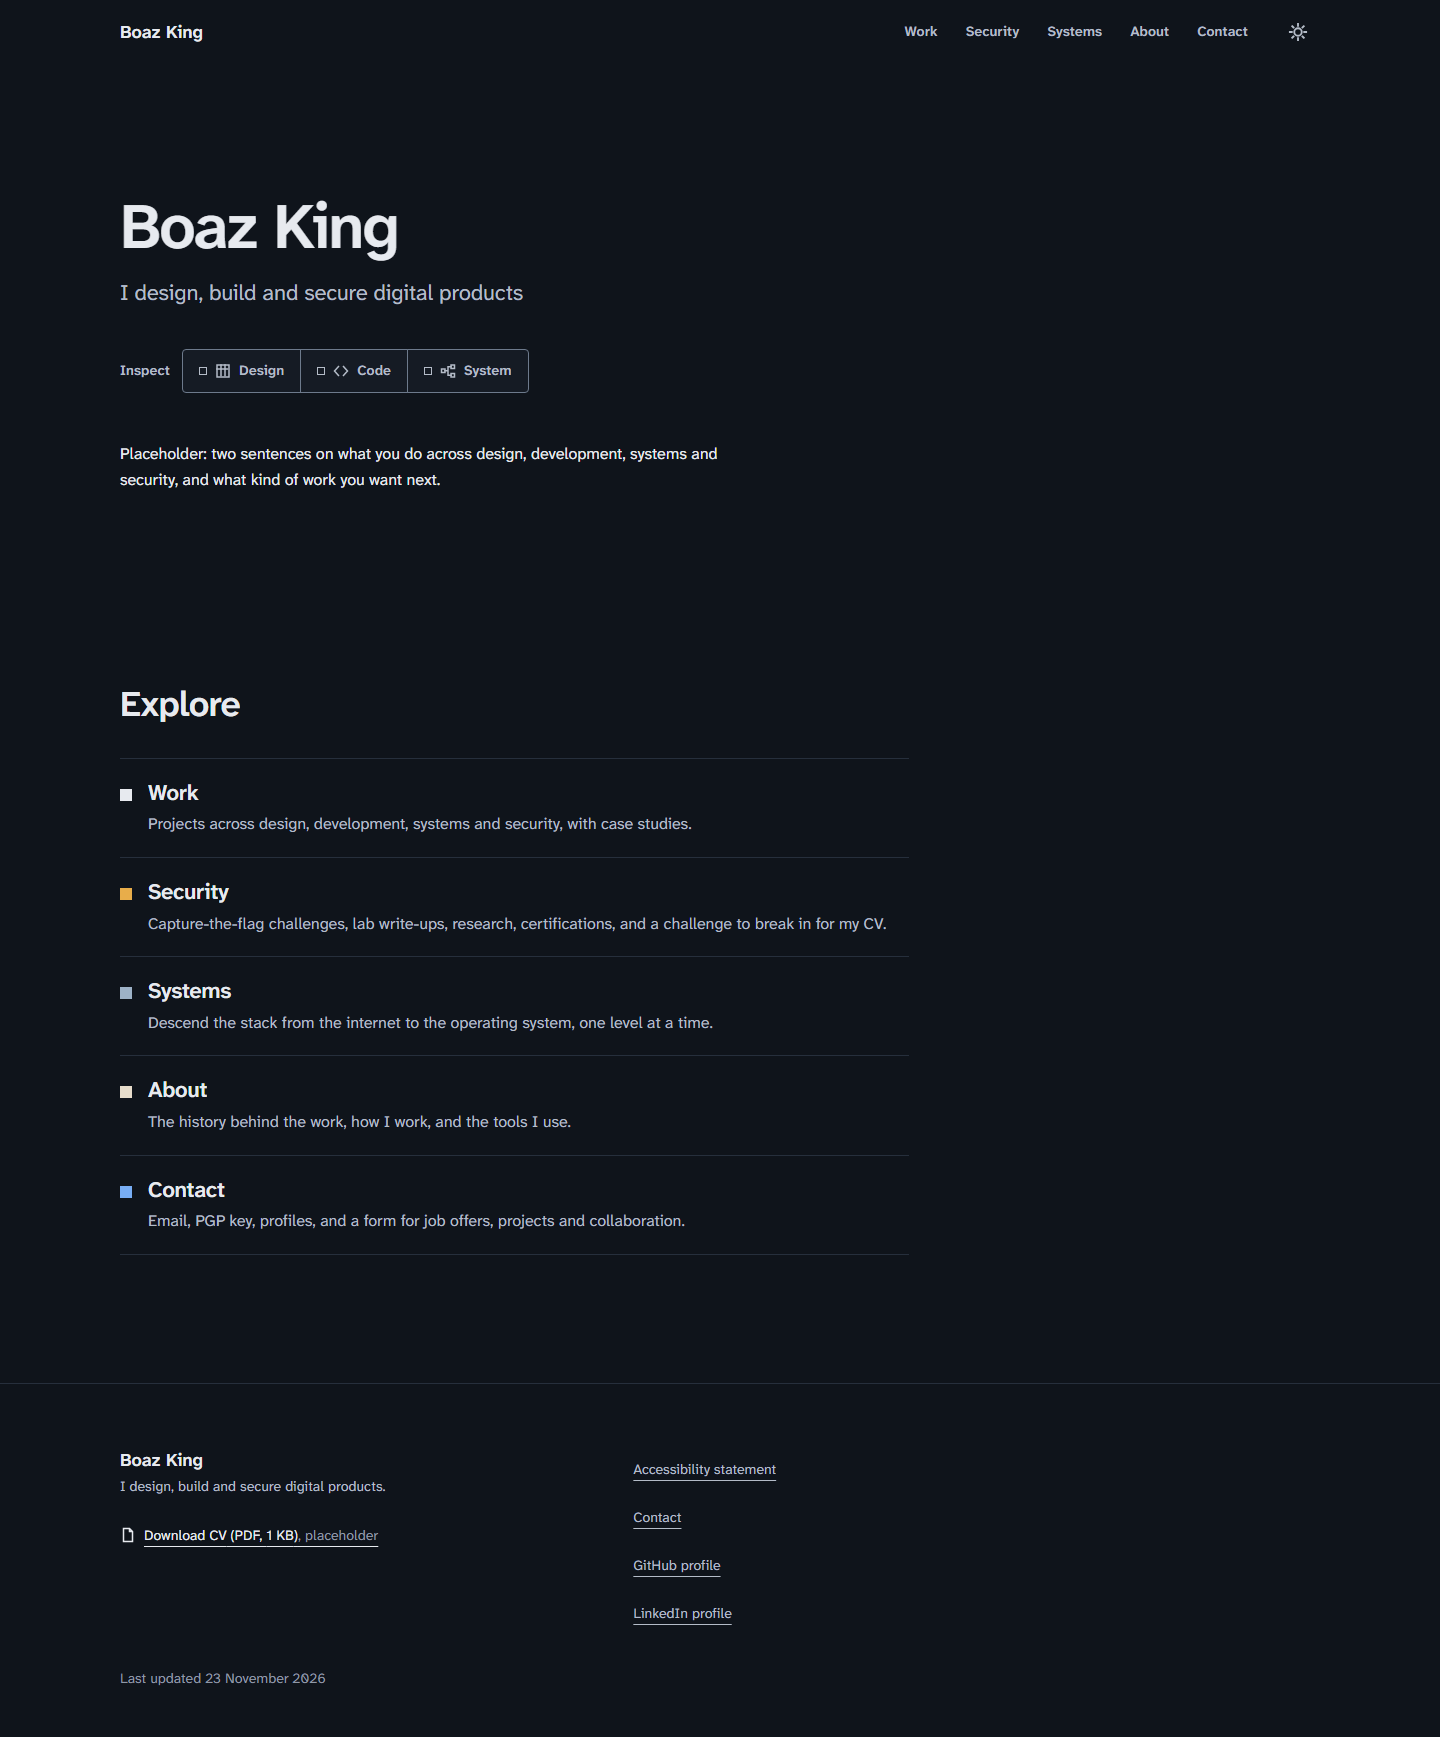 Boaz King
Work Security Systems About Contact
Boaz King
I design, build and secure digital products
Inspect Design Code System
Placeholder: two sentences on what you do across design, development, systems and
security, and what kind of work you want next.
Explore
Work
Projects across design, development, systems and security, with case studies.
Security
Capture-the-flag challenges, lab write-ups, research, certifications, and a challenge to break in for my CV.
Systems
Descend the stack from the internet to the operating system, one level at a time.
About
The history behind the work, how I work, and the tools I use.
Contact
Email, PGP key, profiles, and a form for job offers, projects and collaboration.
Boaz King
I design, build and secure digital products.
Download CV (PDF, 1 KB), placeholder
Accessibility statement
Contact
GitHub profile
LinkedIn profile
Last updated 23 November 2026